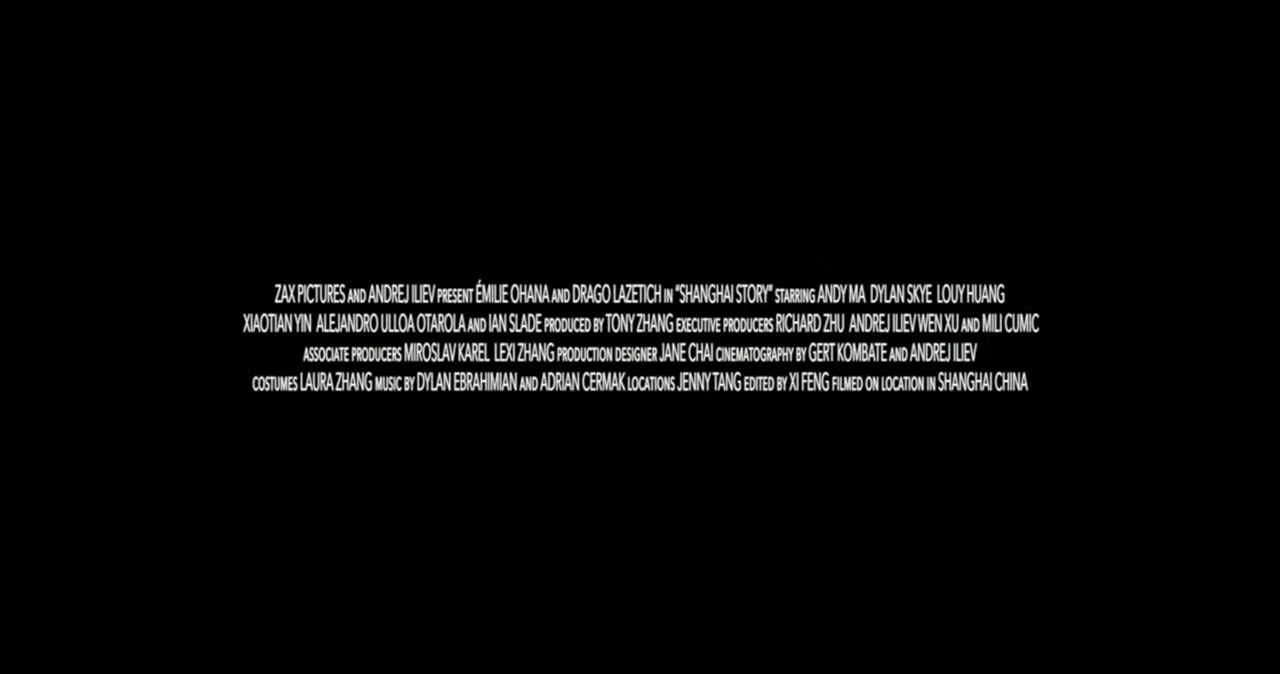 ZAX PICTURES AND ANDREJ ILIEV PRESENT ÉMILIE OHANA AND DRAGO LAZETICH IN "SHANGHAI STORY" STARRING ANDY MA DYLAN SKYE LOUY HUANG
XIAOTIAN YIN ALEJANDRO ULLOA OTAROLA AND IAN SLADE PRODUCED BY TONY ZHANG EXECUTIVE PRODUCERS RICHARD ZHU ANDREJ ILIEV WEN XU AND MILI CUMIC
ASSOCIATE PRODUCERS MIROSLAV KAREL LEXI ZHANG PRODUCTION DESIGNER JANE CHAI CINEMATOGRAPHY BY GERT KOMBATE AND ANDREJ ILIEV
COSTUMES LAURA ZHANG MUSIC BY DYLAN EBRAHIMIAN AND ADRIAN CERMAK LOCATIONS JENNY TANG EDITED BY XI FENG FILMED ON LOCATION IN SHANGHAI CHINA